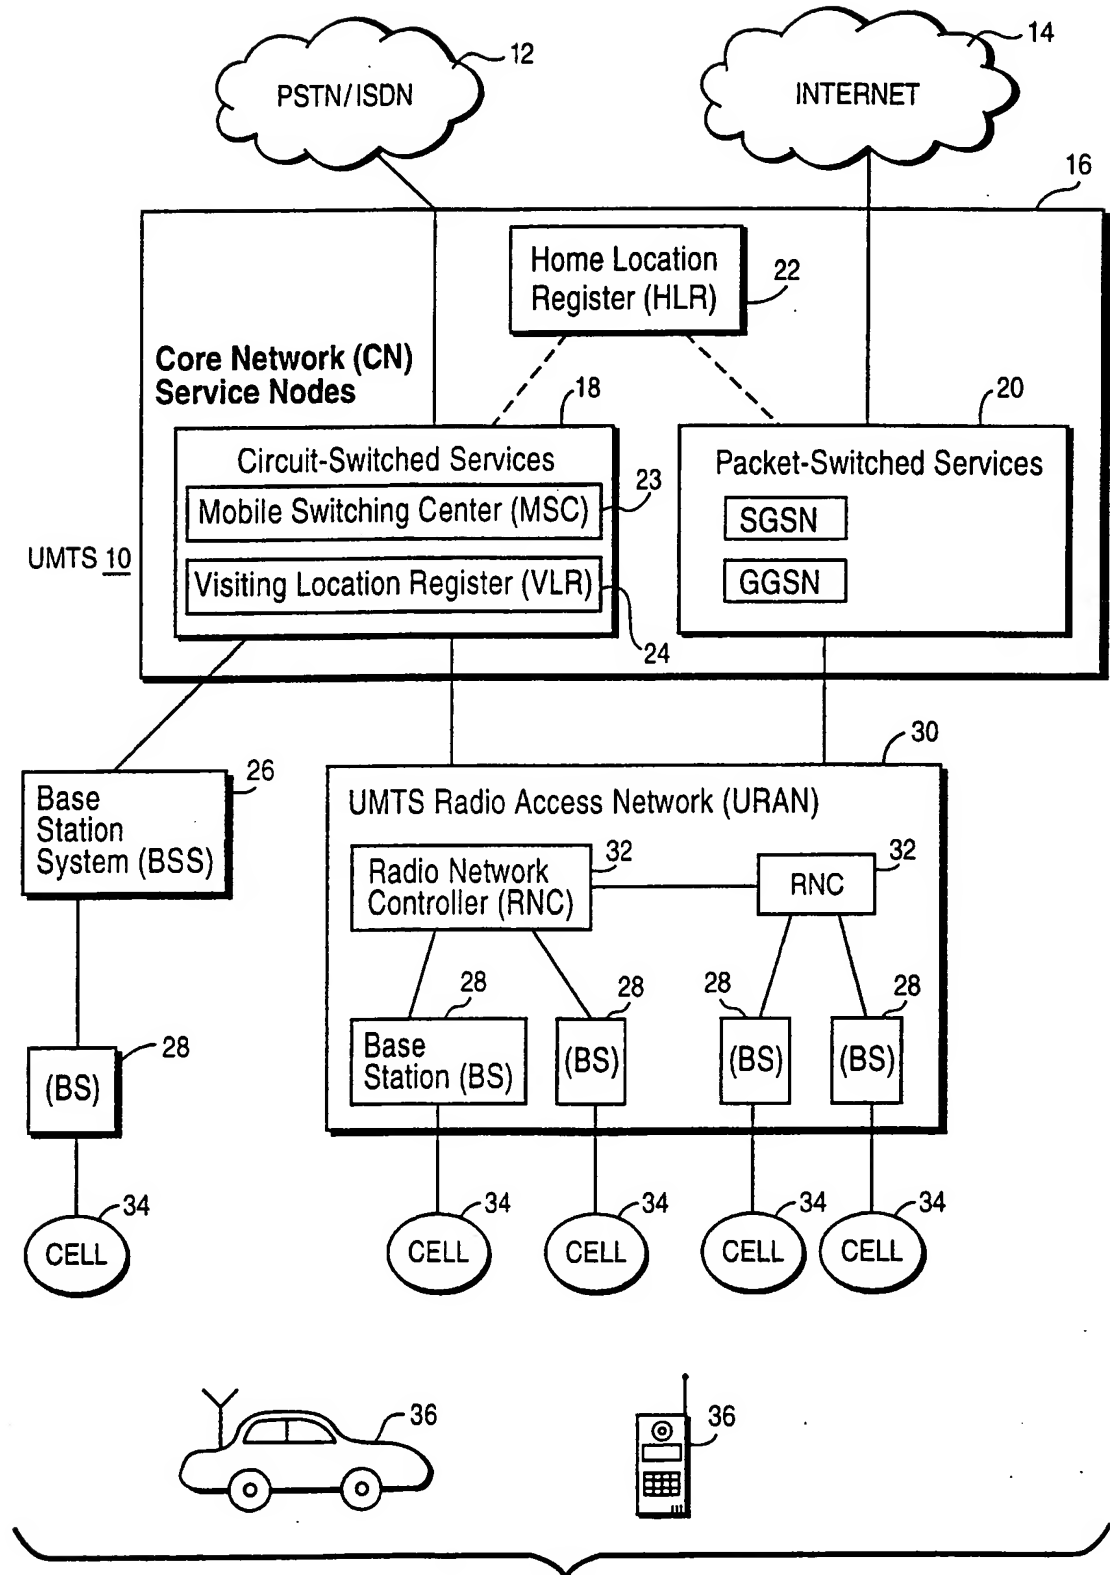 12
14
PSTN/ISDN
INTERNET
16
Home Location
Register (HLR)
22
Core Network (CN)
Service Nodes
18
20
Circuit-Switched Services
Packet-Switched Services
23
Mobile Switching Center (MSC)
SGSN
UMTS 10
Visiting Location Register (VLR)
GGSN
24
30
26
Base
Station
System (BSS)
UMTS Radio Access Network (URAN)
32
32
Radio Network
Controller (RNC)
RNC
28
28
28
28
28
(BS)
Base
Station (BS)
(BS)
(BS)
(BS)
34
34
34
34
34
CELL
CELL
CELL
CELL
CELL
36
36